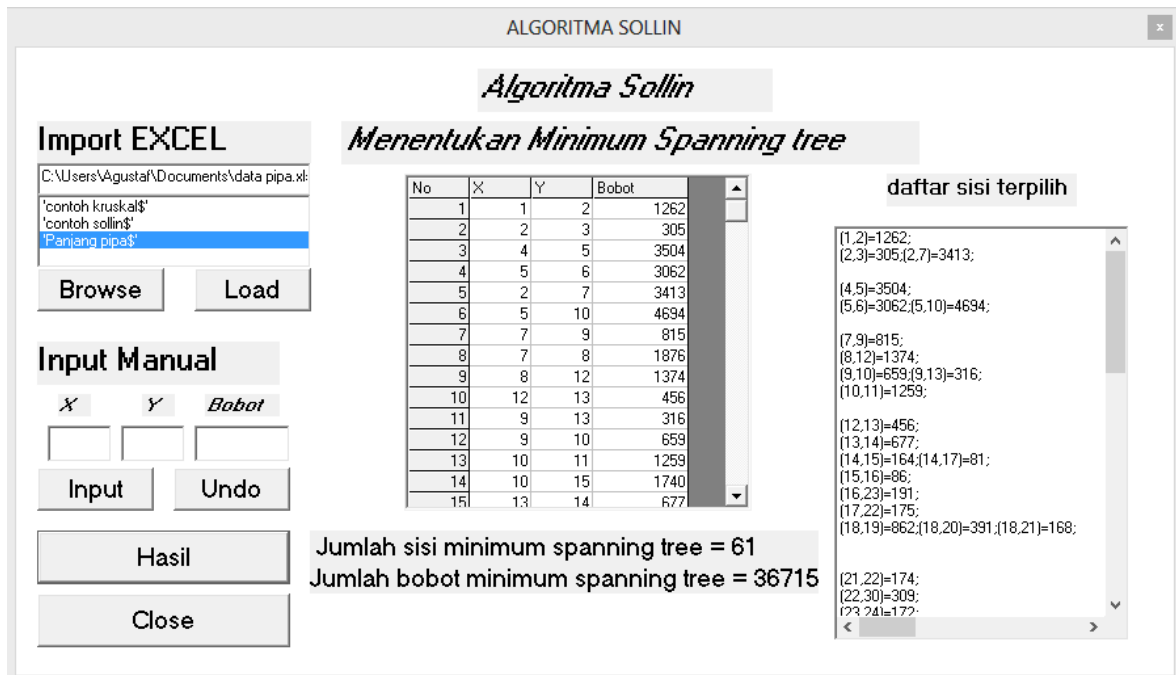 ALGORITMA SOLLIN
x
Algoritma Sollin
Menentukan Minimum Spanning tree
Import EXCEL
C:\Users\Agustaf\Documents\data pipa.xl
'contoh kruskal$'
'contoh sollin$'
'Panjang pipa$'
Browse Load
Input Manual
X Y Bobot
Input Undo
Hasil
Close
No X Y Bobot
1 1 2 1262
2 2 3 305
3 4 5 3504
4 5 6 3062
5 2 7 3413
6 5 10 4694
7 7 9 815
8 7 8 1876
9 8 12 1374
10 12 13 456
11 9 13 316
12 9 10 659
13 10 11 1259
14 10 15 1740
15 13 14 677
Jumlah sisi minimum spanning tree = 61
Jumlah bobot minimum spanning tree = 36715
daftar sisi terpilih
(1,2)=1262;
(2,3)=305;(2,7)=3413;
(4,5)=3504;
(5,6)=3062;(5,10)=4694;
(7,9)=815;
(8,12)=1374;
(9,10)=659;(9,13)=316;
(10,11)=1259;
(12,13)=456;
(13,14)=677;
(14,15)=164;(14,17)=81;
(15,16)=86;
(16,23)=191;
(17,22)=175;
(18,19)=862;(18,20)=391;(18,21)=168;
(21,22)=174;
(22,30)=309;
(23,24)=172;